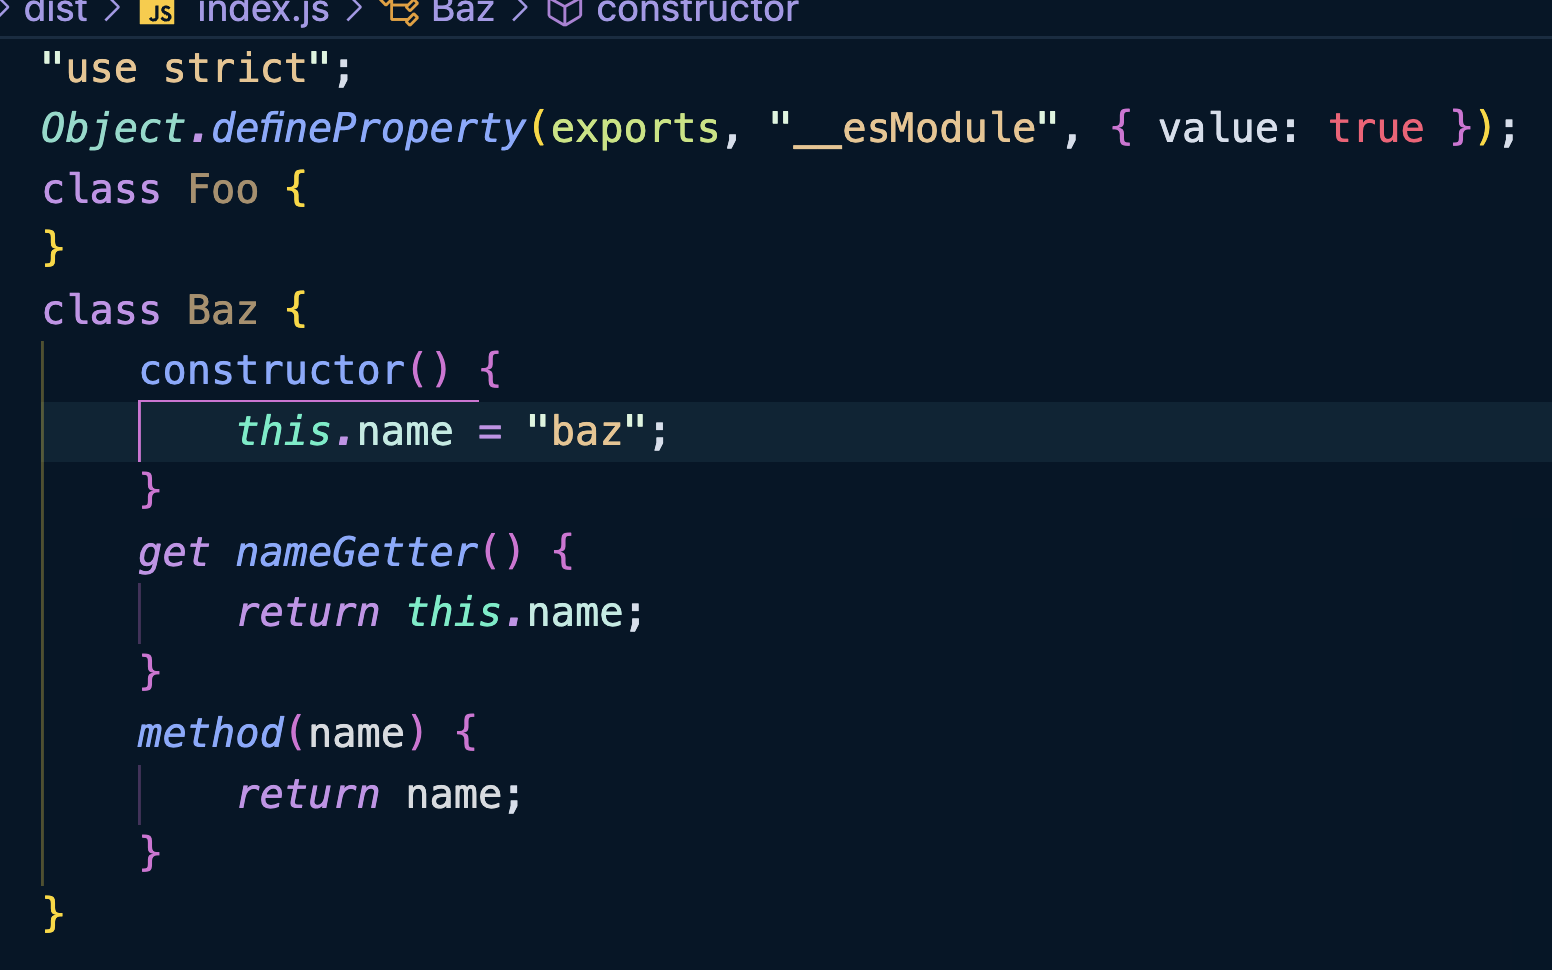 dist > JS index.js > Baz > constructor
"use strict";
Object.defineProperty(exports, "__esModule", { value: true });
class Foo {
}
class Baz {
    constructor() {
        this.name = "baz";
    }
    get nameGetter() {
        return this.name;
    }
    method(name) {
        return name;
    }
}